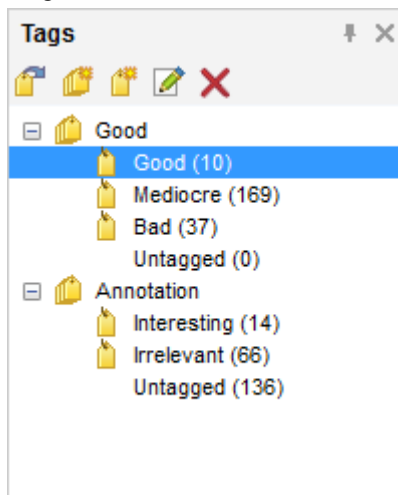 Tags
Good
Good (10)
Mediocre (169)
Bad (37)
Untagged (0)
Annotation
Interesting (14)
Irrelevant (66)
Untagged (136)